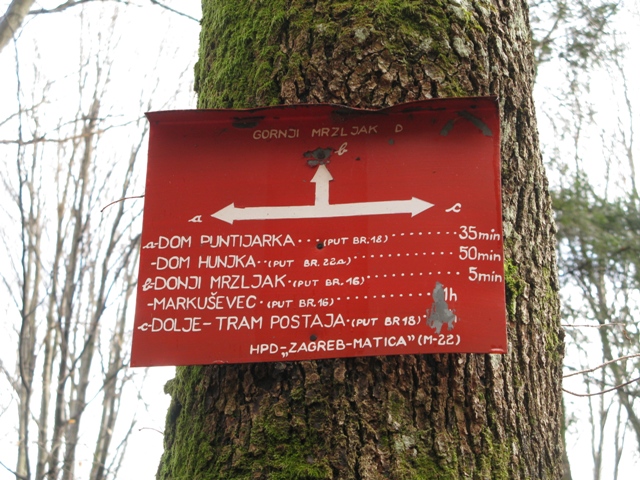 GORNJI MRZLJAK D
b
a c
a-DOM PUNTIJARKA...(PUT BR.18)........35min
-DOM HUNJKA..(PUT BR.22a)........50min
b-DONJI MRZLJAK.(PUT BR.16)........5min
-MARKUŠEVEC.(PUT BR.16)........1h
c-DOLJE-TRAM POSTAJA.(PUT BR 18)
HPD-„ZAGREB-MATICA" (M-22)